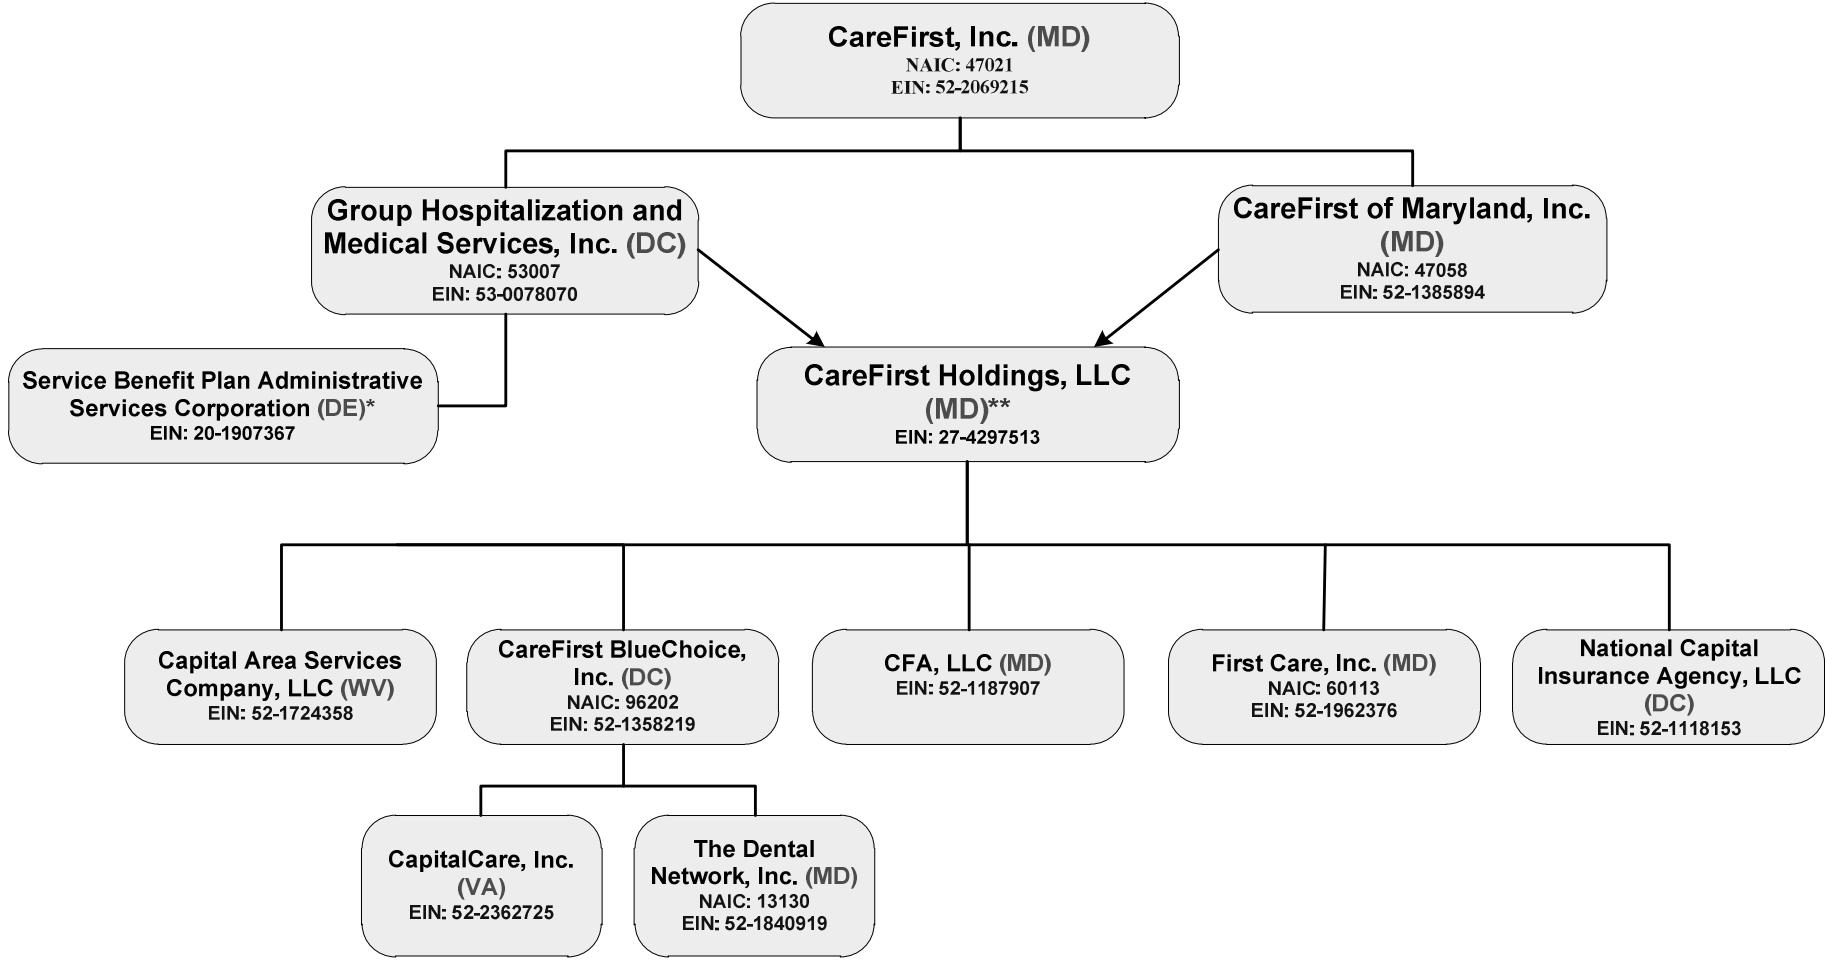 CareFirst, Inc. (MD)
NAIC: 47021
EIN: 52-2069215
Group Hospitalization and
Medical Services, Inc. (DC)
NAIC: 53007
EIN: 53-0078070
CareFirst of Maryland, Inc.
(MD)
NAIC: 47058
EIN: 52-1385894
Service Benefit Plan Administrative
Services Corporation (DE)*
EIN: 20-1907367
CareFirst Holdings, LLC
(MD)**
EIN: 27-4297513
Capital Area Services
Company, LLC (WV)
EIN: 52-1724358
CareFirst BlueChoice,
Inc. (DC)
NAIC: 96202
EIN: 52-1358219
CFA, LLC (MD)
EIN: 52-1187907
First Care, Inc. (MD)
NAIC: 60113
EIN: 52-1962376
National Capital
Insurance Agency, LLC
(DC)
EIN: 52-1118153
CapitalCare, Inc.
(VA)
EIN: 52-2362725
The Dental
Network, Inc. (MD)
NAIC: 13130
EIN: 52-1840919